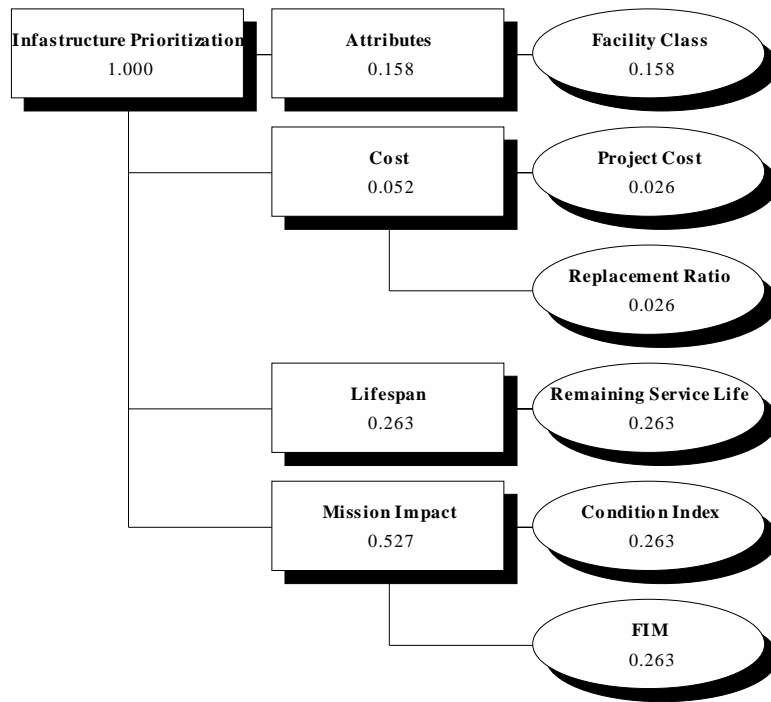 Infastructure Prioritization
1.000
Attributes
0.158
Facility Class
0.158
Cost
0.052
Project Cost
0.026
Replacement Ratio
0.026
Lifespan
0.263
Remaining Service Life
0.263
Mission Impact
0.527
Condition Index
0.263
FIM
0.263